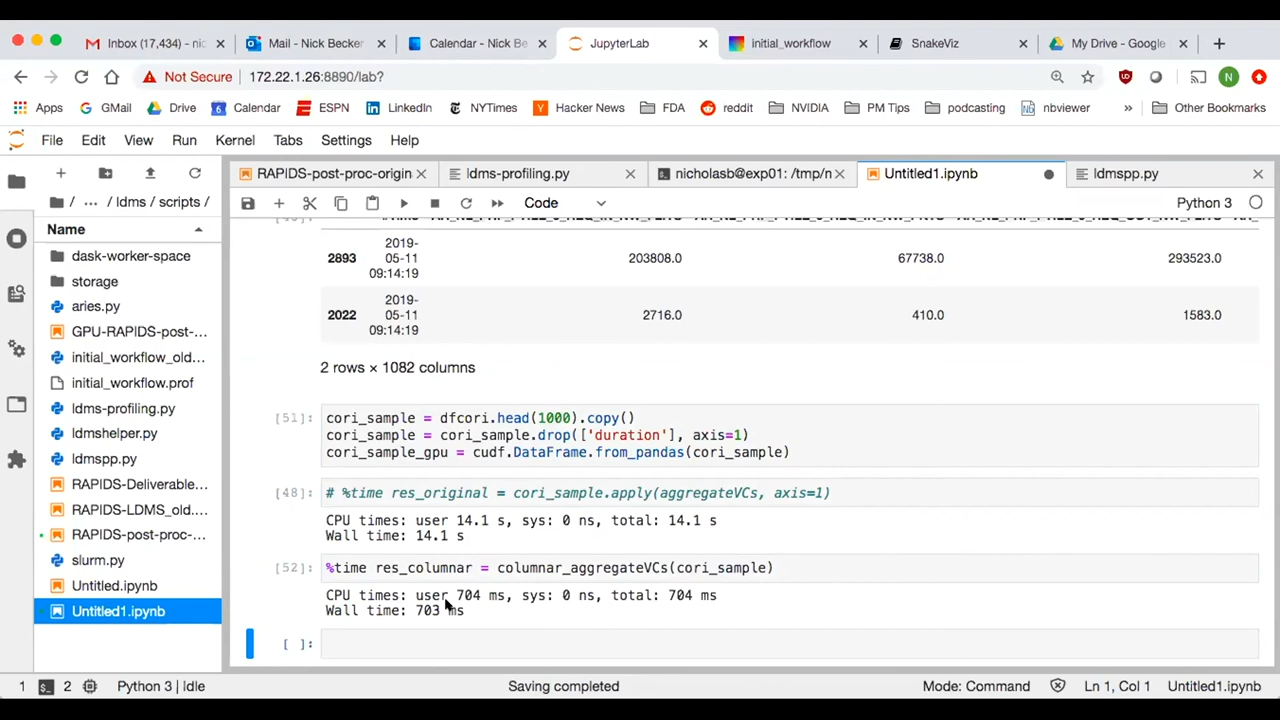 Inbox (17,434) - nic
Mail - Nick Becker
Calendar - Nick Be
JupyterLab
initial_workflow
SnakeViz
My Drive - Google
Not Secure
172.22.1.26:8890/lab?
Apps
GMail
Drive
Calendar
ESPN
LinkedIn
NYTimes
Hacker News
FDA
reddit
NVIDIA
PM Tips
podcasting
nbviewer
»
Other Bookmarks
File Edit View Run Kernel Tabs Settings Help
RAPIDS-post-proc-origin
ldms-profiling.py
nicholasb@exp01: /tmp/n
Untitled1.ipynb
ldmspp.py
/ ... / ldms / scripts /
Code
Python 3
Name
dask-worker-space
storage
aries.py
GPU-RAPIDS-post-...
initial_workflow_old...
initial_workflow.prof
ldms-profiling.py
ldmshelper.py
ldmspp.py
RAPIDS-Deliverable...
RAPIDS-LDMS_old....
RAPIDS-post-proc-...
slurm.py
Untitled.ipynb
Untitled1.ipynb
2893 2019-05-11 09:14:19 203808.0 67738.0 293523.0
2022 2019-05-11 09:14:19 2716.0 410.0 1583.0
2 rows × 1082 columns
[51]: cori_sample = dfcori.head(1000).copy()
cori_sample = cori_sample.drop(['duration'], axis=1)
cori_sample_gpu = cudf.DataFrame.from_pandas(cori_sample)
[48]: # %time res_original = cori_sample.apply(aggregateVCs, axis=1)
CPU times: user 14.1 s, sys: 0 ns, total: 14.1 s
Wall time: 14.1 s
[52]: %time res_columnar = columnar_aggregateVCs(cori_sample)
CPU times: user 704 ms, sys: 0 ns, total: 704 ms
Wall time: 703 ms
[ ]:
1 2 Python 3 | Idle Saving completed Mode: Command Ln 1, Col 1 Untitled1.ipynb